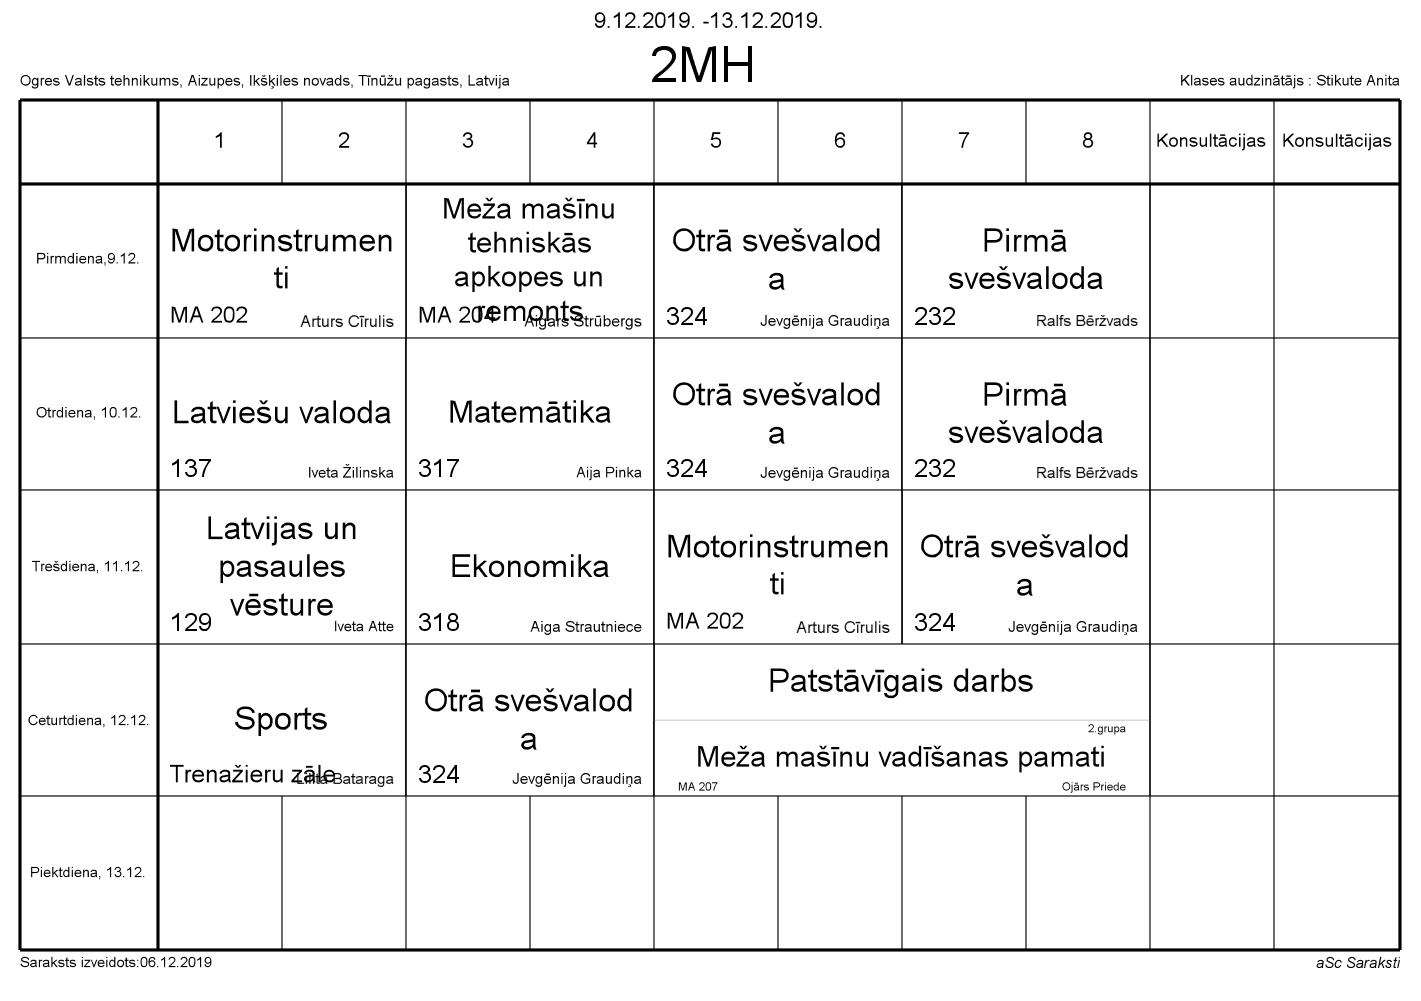 9.12.2019. -13.12.2019.
2MH
Ogres Valsts tehnikums, Aizupes, Ikšķiles novads, Tīnūžu pagasts, Latvija
Klases audzinātājs : Stikute Anita
1 2 3 4 5 6 7 8 Konsultācijas Konsultācijas
Pirmdiena,9.12.
Motorinstrumen
ti
MA 202 Arturs Cīrulis
Meža mašīnu
tehniskās
apkopes un
remonts
MA 204 Aigars Strūbergs
Otrā svešvalod
a
324 Jevgēnija Graudiņa
Pirmā
svešvaloda
232 Ralfs Bēržvads
Otrdiena, 10.12.
Latviešu valoda
137 Iveta Žilinska
Matemātika
317 Aija Pinka
Otrā svešvalod
a
324 Jevgēnija Graudiņa
Pirmā
svešvaloda
232 Ralfs Bēržvads
Trešdiena, 11.12.
Latvijas un
pasaules
vēsture
129 Iveta Atte
Ekonomika
318 Aiga Strautniece
Motorinstrumen
ti
MA 202 Arturs Cīrulis
Otrā svešvalod
a
324 Jevgēnija Graudiņa
Ceturtdiena, 12.12.
Sports
Trenažieru zāle Bataraga
Otrā svešvalod
a
324 Jevgēnija Graudiņa
Patstāvīgais darbs
2.grupa
Meža mašīnu vadīšanas pamati
MA 207 Ojārs Priede
Piektdiena, 13.12.
Saraksts izveidots:06.12.2019
aSc Saraksti